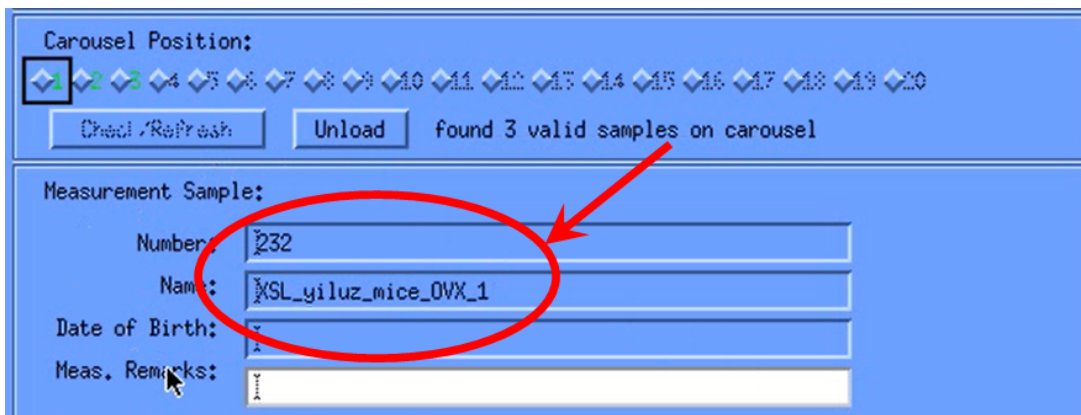 Carousel Position:
1 2 3 4 5 6 7 8 9 10 11 12 13 14 15 16 17 18 19 20
Check/Refresh Unload found 3 valid samples on carousel
Measurement Sample:
Number: 232
Name: XSL_yiluz_mice_OVX_1
Date of Birth:
Meas. Remarks: